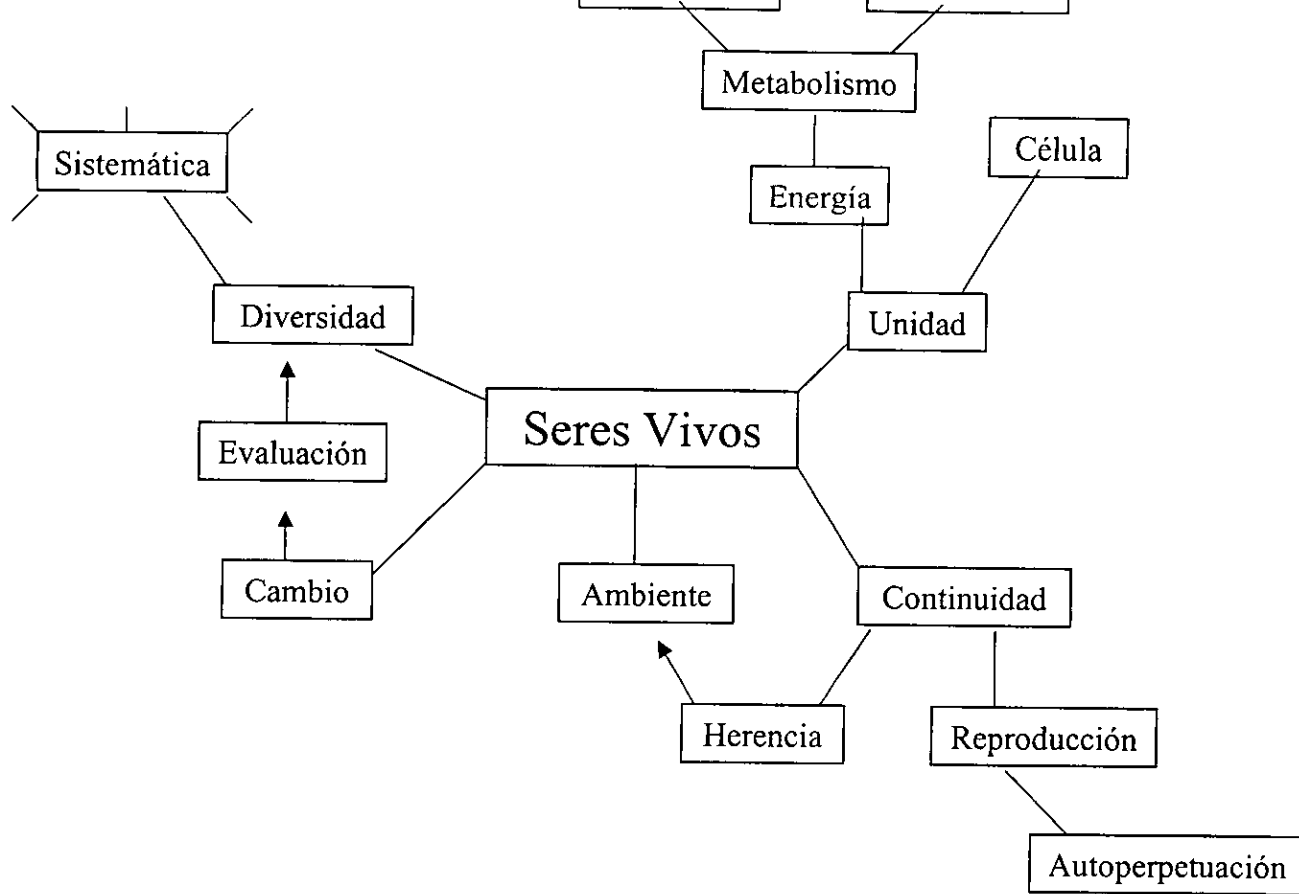 Metabolismo
Célula
Sistemática
Energía
Diversidad
Unidad
Seres Vivos
Evaluación
Cambio
Ambiente
Continuidad
Herencia
Reproducción
Autoperpetuación